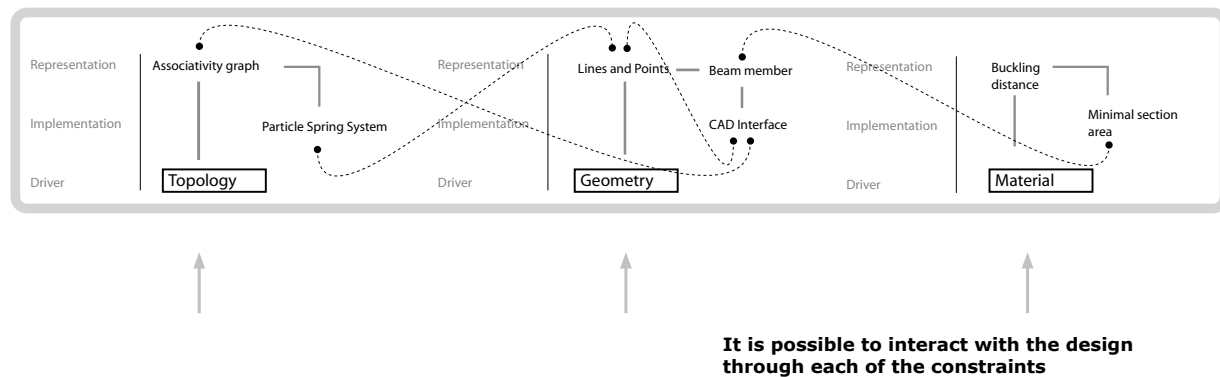 Representation
Associativity graph
Implementation
Particle Spring System
Driver
Topology
Representation
Lines and Points
Beam member
Implementation
CAD Interface
Driver
Geometry
Representation
Buckling
distance
Implementation
Minimal section
area
Driver
Material
It is possible to interact with the design
through each of the constraints